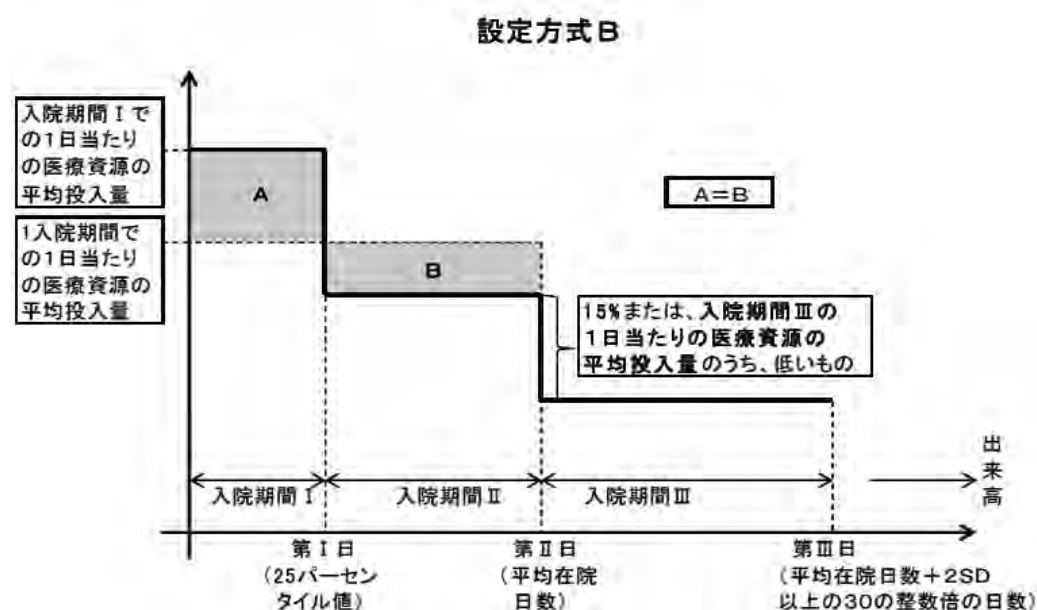 設定方式B
入院期間Ⅰで
の1日当たり
の医療資源の
平均投入量
A
A=B
1入院期間で
の1日当たり
の医療資源の
平均投入量
B
15%または、入院期間Ⅲの
1日当たりの医療資源の
平均投入量のうち、低いもの
入院期間Ⅰ
入院期間Ⅱ
入院期間Ⅲ
出来高
第Ⅰ日
(25パーセン
タイル値)
第Ⅱ日
(平均在院
日数)
第Ⅲ日
(平均在院日数+2SD
以上の30の整数倍の日数)